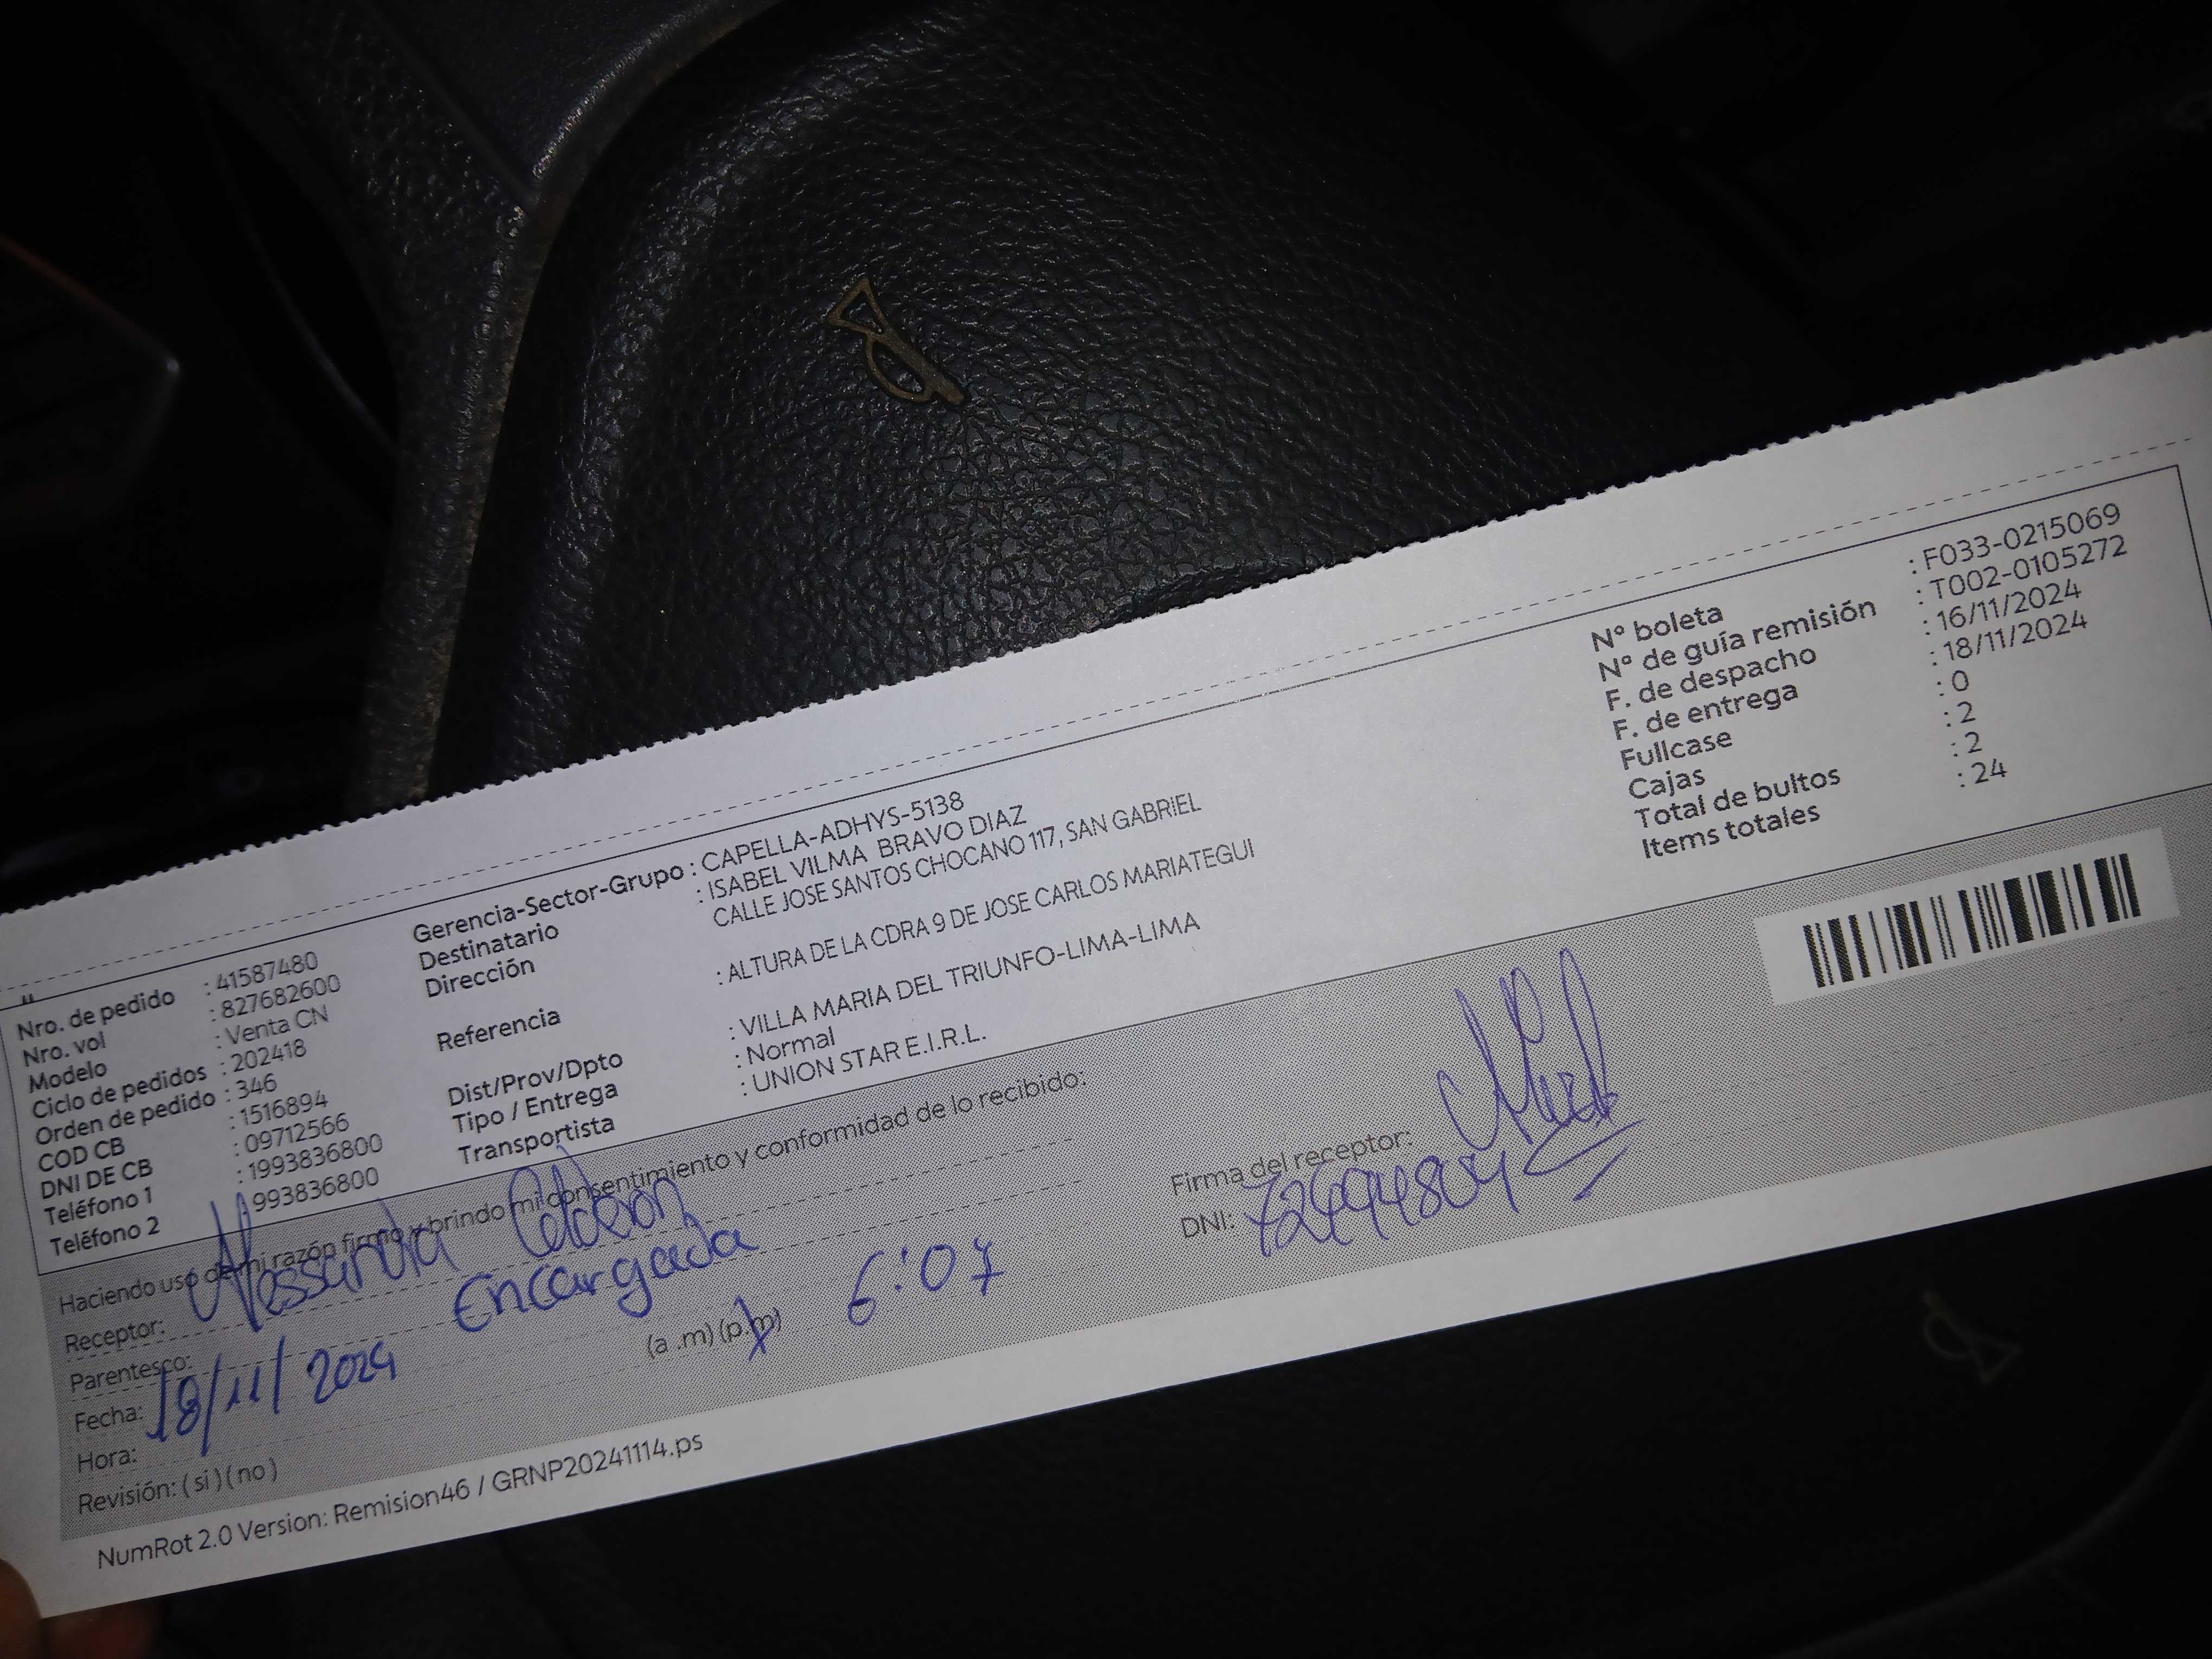 Nro. de pedido : 41587480
Nro. vol : 827682600
Modelo : Venta CN
Ciclo de pedidos : 202418
Orden de pedido : 346
COD CB : 1516894
DNI DE CB : 09712566
Teléfono 1 : 1993836800
Teléfono 2 : 993836800
Gerencia-Sector-Grupo : CAPELLA-ADHYS-5138
Destinatario : ISABEL VILMA BRAVO DIAZ
Dirección CALLE JOSE SANTOS CHOCANO 117, SAN GABRIEL
Referencia : ALTURA DE LA CDRA 9 DE JOSE CARLOS MARIATEGUI
Dist/Prov/Dpto : VILLA MARIA DEL TRIUNFO-LIMA-LIMA
Tipo / Entrega : Normal
Transportista : UNION STAR E.I.R.L.
N° boleta : F033-0215069
N° de guía remisión : T002-0105272
F. de despacho : 16/11/2024
F. de entrega : 18/11/2024
Fullcase : 0
Cajas : 2
Total de bultos : 2
Items totales : 24
Haciendo uso de mi razón firmo y brindo mi consentimiento y conformidad de lo recibido:
Receptor: Alessandra Calderon
Parentesco: Encargada
Fecha: 18/11/2024
Hora: (a .m) (p.m) 6:07
Revisión: ( si ) ( no )
Firma del receptor:
DNI: 72494804
NumRot 2.0 Version: Remision46 / GRNP20241114.ps